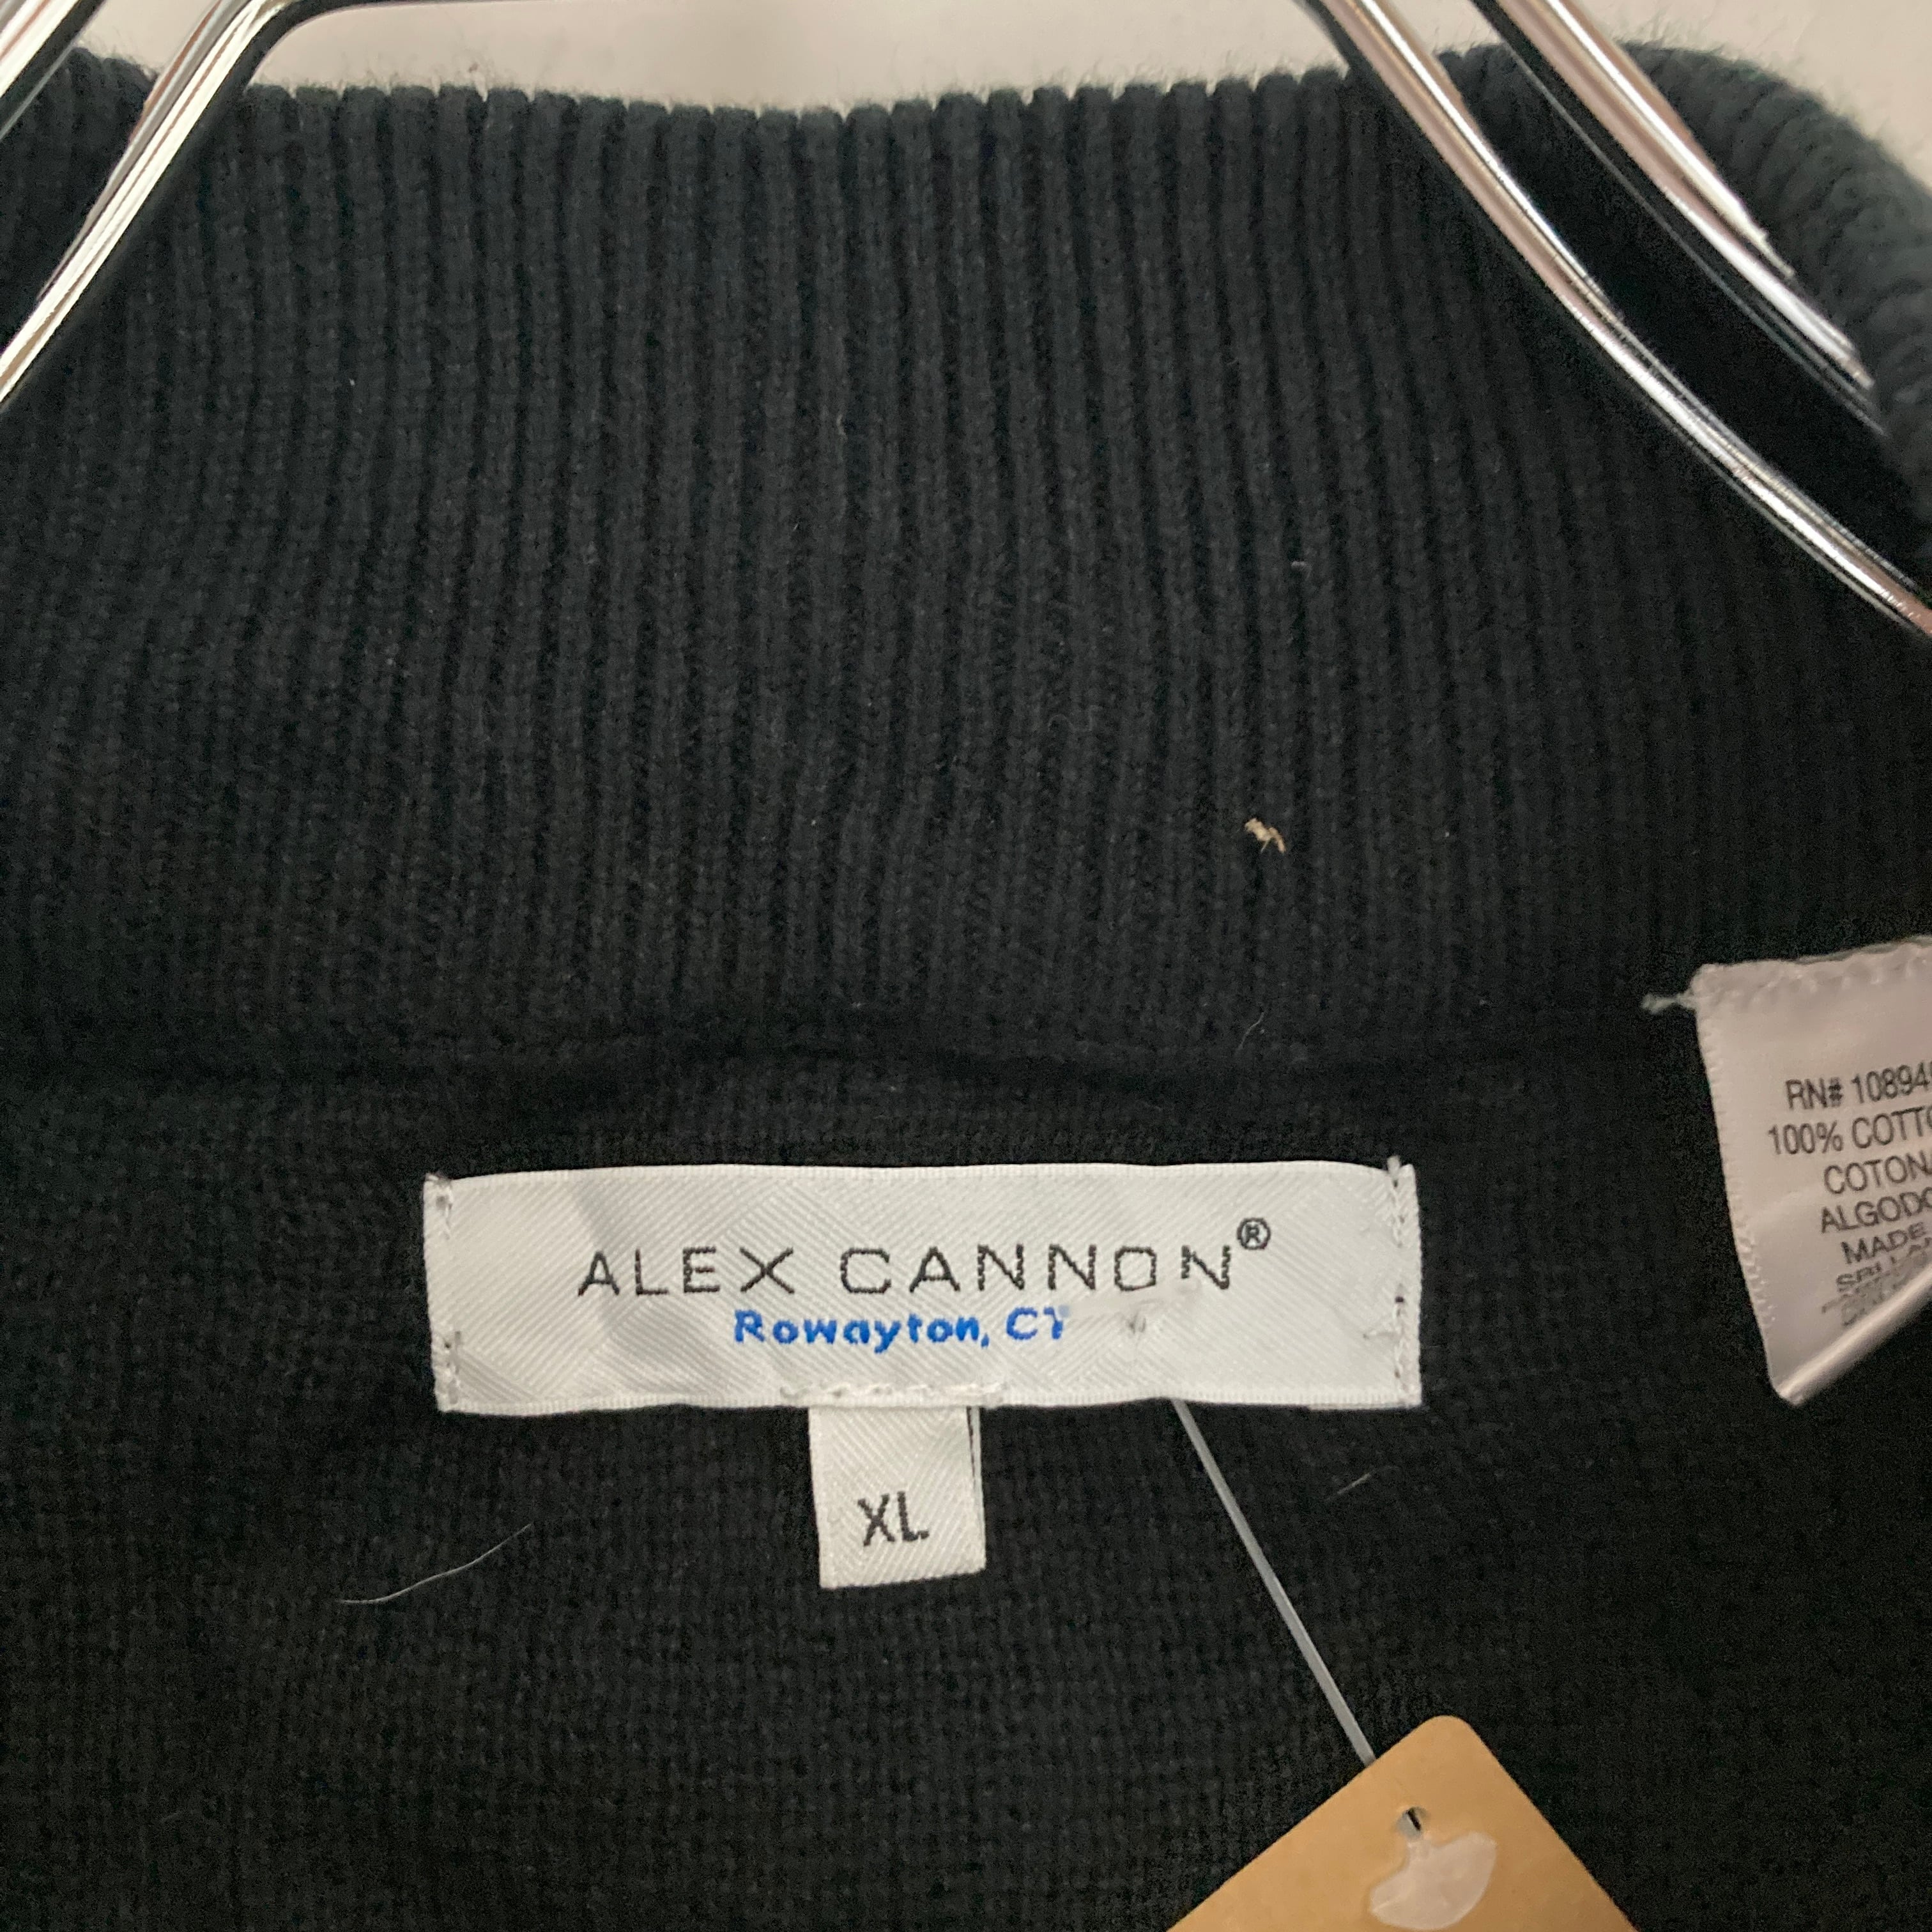 ALEX CANNON®
Rowayton, CT
XL
RN# 10894
100% COTTO
COTON
ALGODO
MADE